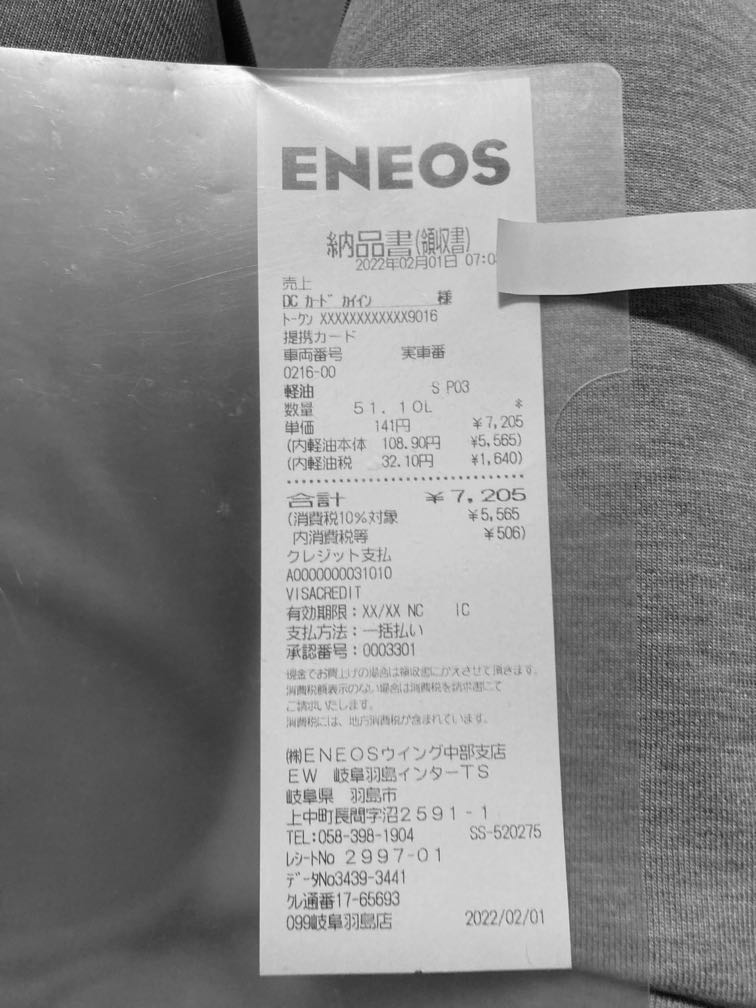 ENEOS
納品書(領収書)
2022年02月01日 07:0
売上
DC カード カイイン 様
トークン XXXXXXXXXXXX9016
提携カード
車両番号 実車番
0216-00
軽油 S P03
数量 51.10L *
単価 141円 ¥7,205
(内軽油本体 108.90円 ¥5,565)
(内軽油税 32.10円 ¥1,640)
合計 ¥7,205
(消費税10%対象 ¥5,565
内消費税等 ¥506)
クレジット支払
A0000000031010
VISACREDIT
有効期限:XX/XX NC IC
支払方法:一括払い
承認番号:0003301
現金でお買上げの場合は領収書にかえさせて頂きます。
消費税額表示のない場合は消費税を請求書にて
ご請求いたします。
消費税には、地方消費税が含まれています。
(株)ENEOSウイング中部支店
EW 岐阜羽島インターTS
岐阜県 羽島市
上中町長間字沼2591-1
TEL:058-398-1904 SS-520275
レシートNo 2997-01
データNo3439-3441
クレ通番17-65693
099岐阜羽島店 2022/02/01